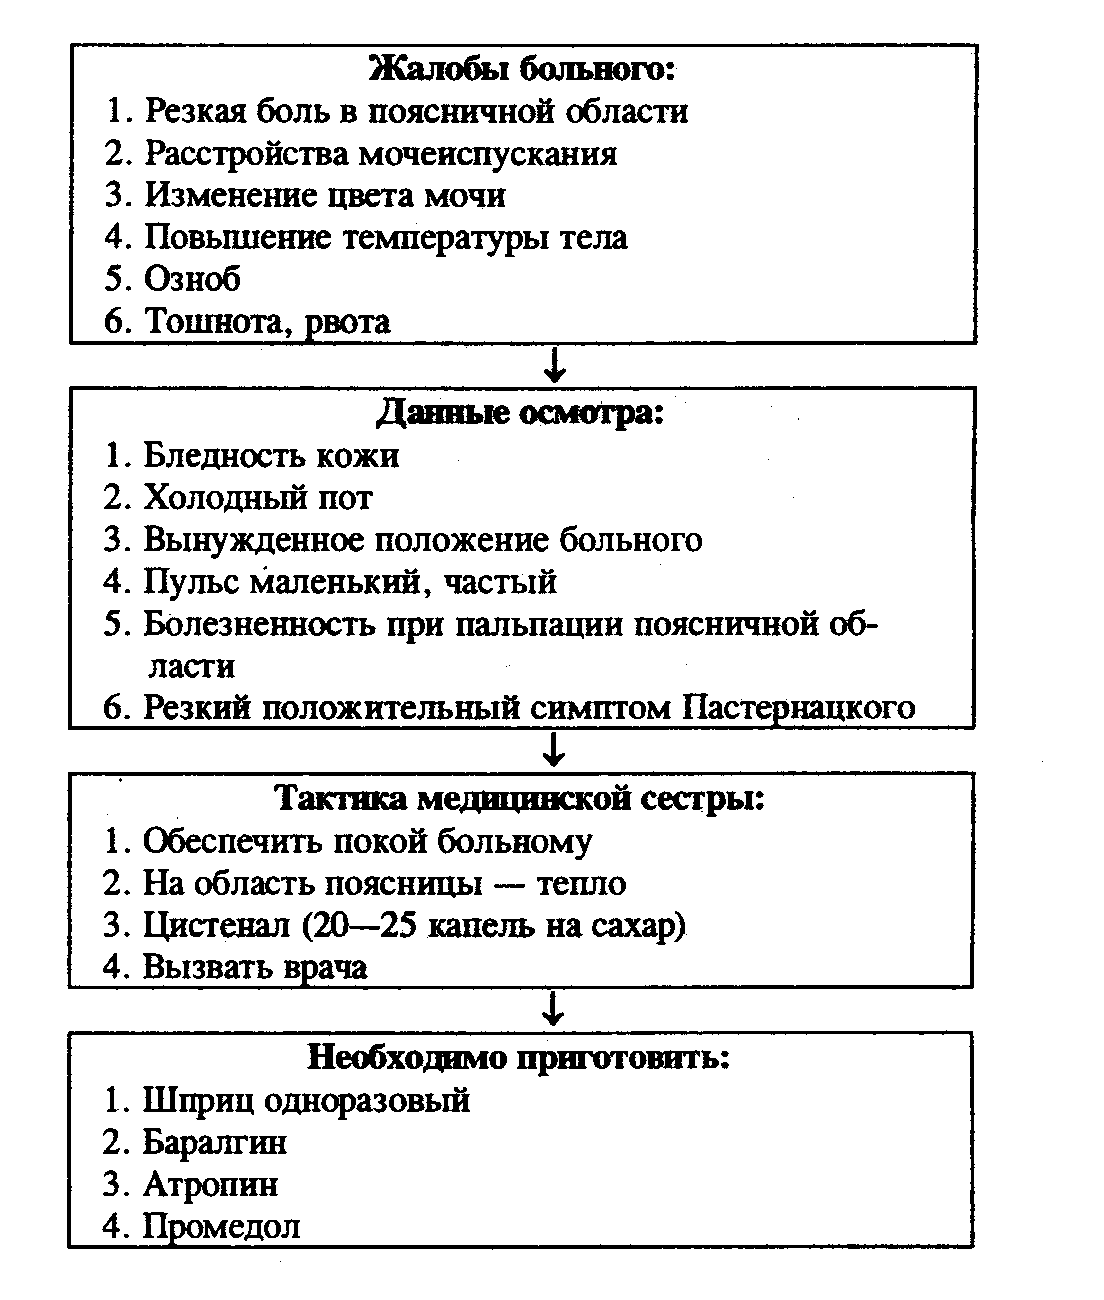 Жалобы больного:
1. Резкая боль в поясничной области
2. Расстройства мочеиспускания
3. Изменение цвета мочи
4. Повышение температуры тела
5. Озноб
6. Тошнота, рвота
Данные осмотра:
1. Бледность кожи
2. Холодный пот
3. Вынужденное положение больного
4. Пульс маленький, частый
5. Болезненность при пальпации поясничной об-
ласти
6. Резкий положительный симптом Пастернацкого
Тактика медицинской сестры:
1. Обеспечить покой больному
2. На область поясницы — тепло
3. Цистенал (20—25 капель на сахар)
4. Вызвать врача
Необходимо приготовить:
1. Шприц одноразовый
2. Баралгин
3. Атропин
4. Промедол